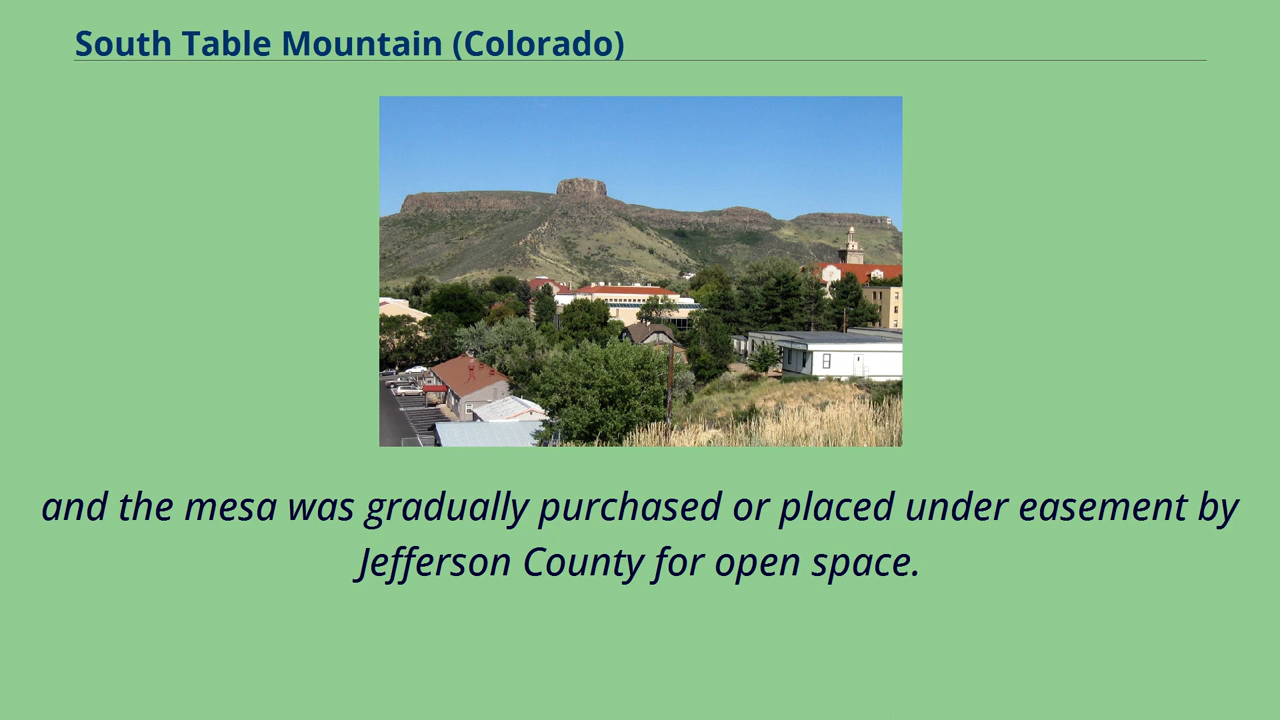 South Table Mountain (Colorado)
and the mesa was gradually purchased or placed under easement by
Jefferson County for open space.